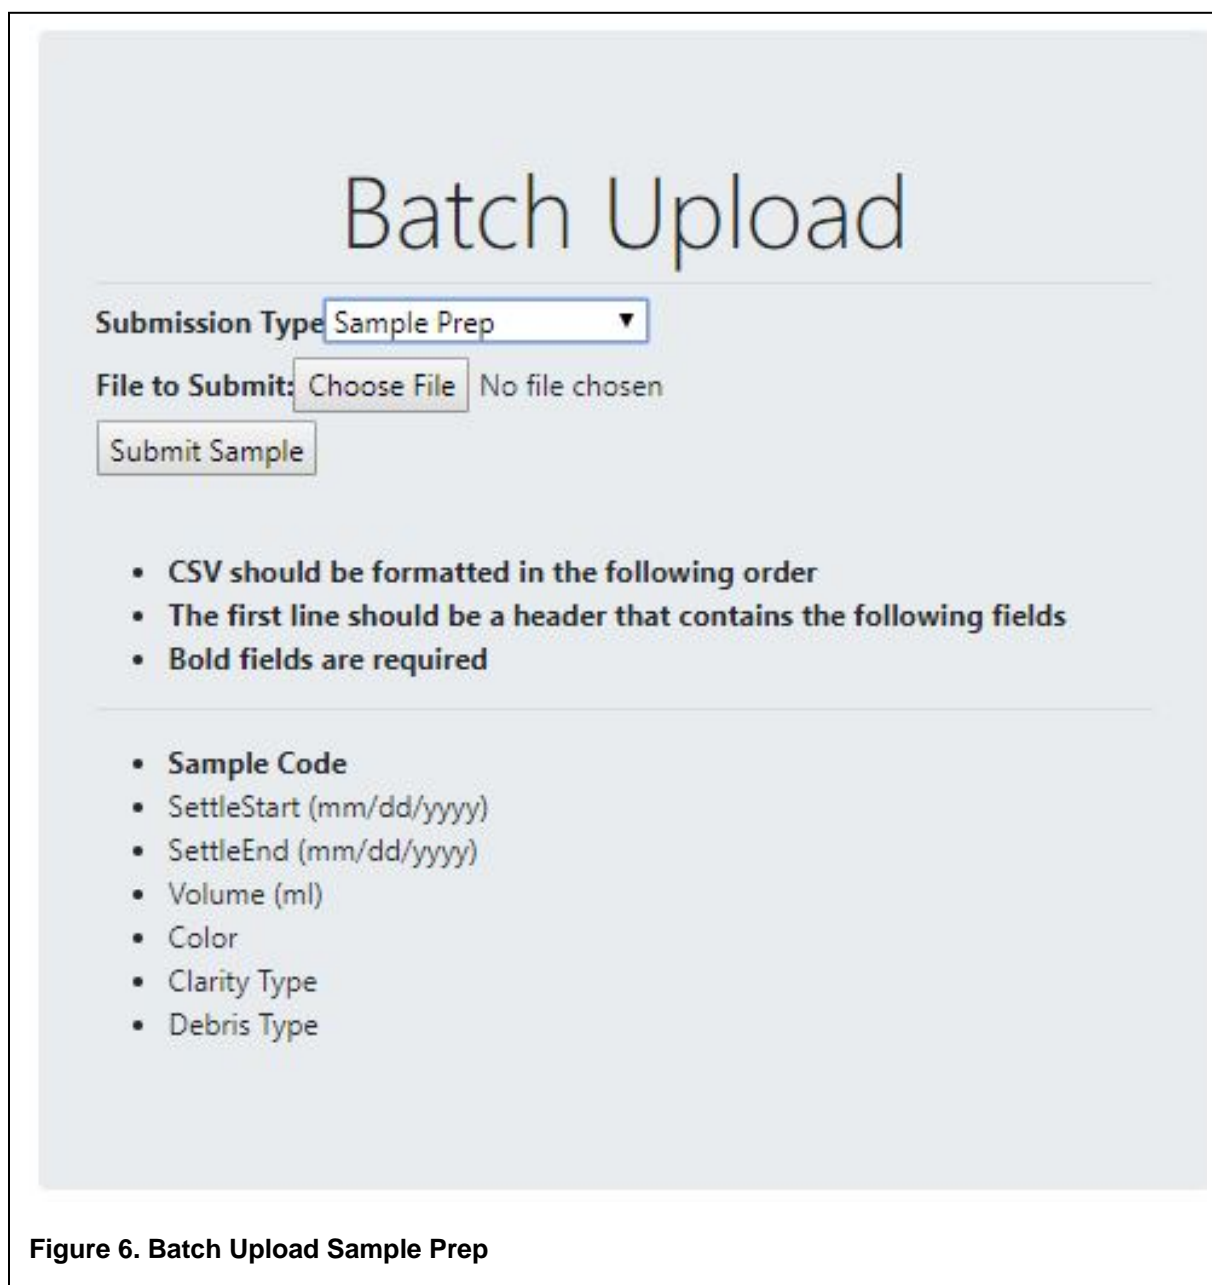 Batch Upload
Submission Type Sample Prep
File to Submit: Choose File No file chosen
Submit Sample
CSV should be formatted in the following order
The first line should be a header that contains the following fields
Bold fields are required
Sample Code
SettleStart (mm/dd/yyyy)
SettleEnd (mm/dd/yyyy)
Volume (ml)
Color
Clarity Type
Debris Type
Figure 6. Batch Upload Sample Prep